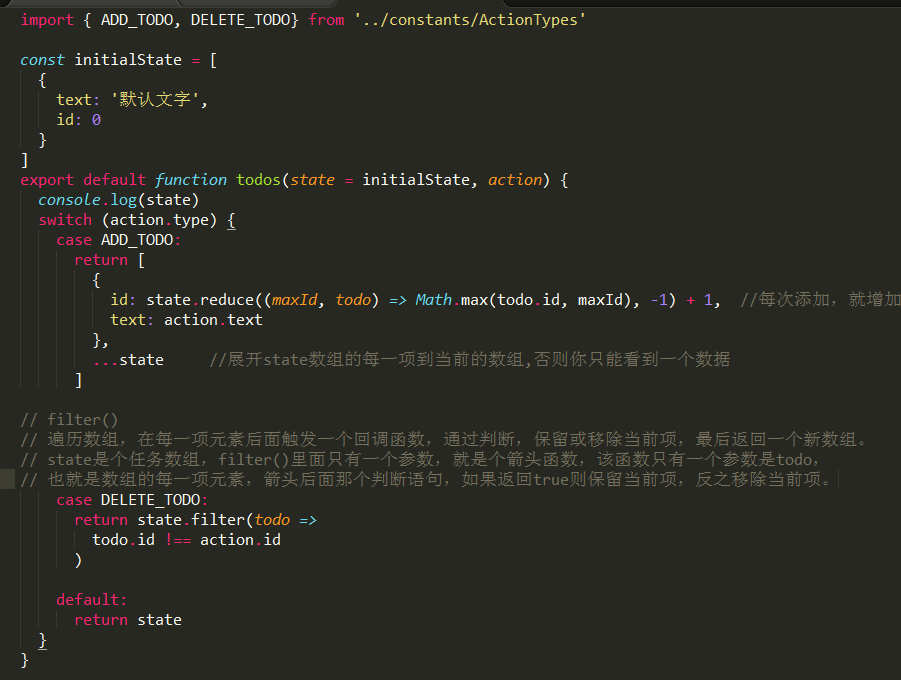 import { ADD_TODO, DELETE_TODO} from '../constants/ActionTypes'
const initialState = [
{
text: '默认文字',
id: 0
}
]
export default function todos(state = initialState, action) {
console.log(state)
switch (action.type) {
case ADD_TODO:
return [
{
id: state.reduce((maxId, todo) => Math.max(todo.id, maxId), -1) + 1, //每次添加，就增加
text: action.text
},
...state //展开state数组的每一项到当前的数组,否则你只能看到一个数据
]
// filter()
// 遍历数组，在每一项元素后面触发一个回调函数，通过判断，保留或移除当前项，最后返回一个新数组。
// state是个任务数组，filter()里面只有一个参数，就是个箭头函数，该函数只有一个参数是todo，
// 也就是数组的每一项元素，箭头后面那个判断语句，如果返回true则保留当前项，反之移除当前项。
case DELETE_TODO:
return state.filter(todo =>
todo.id !== action.id
)
default:
return state
}
}